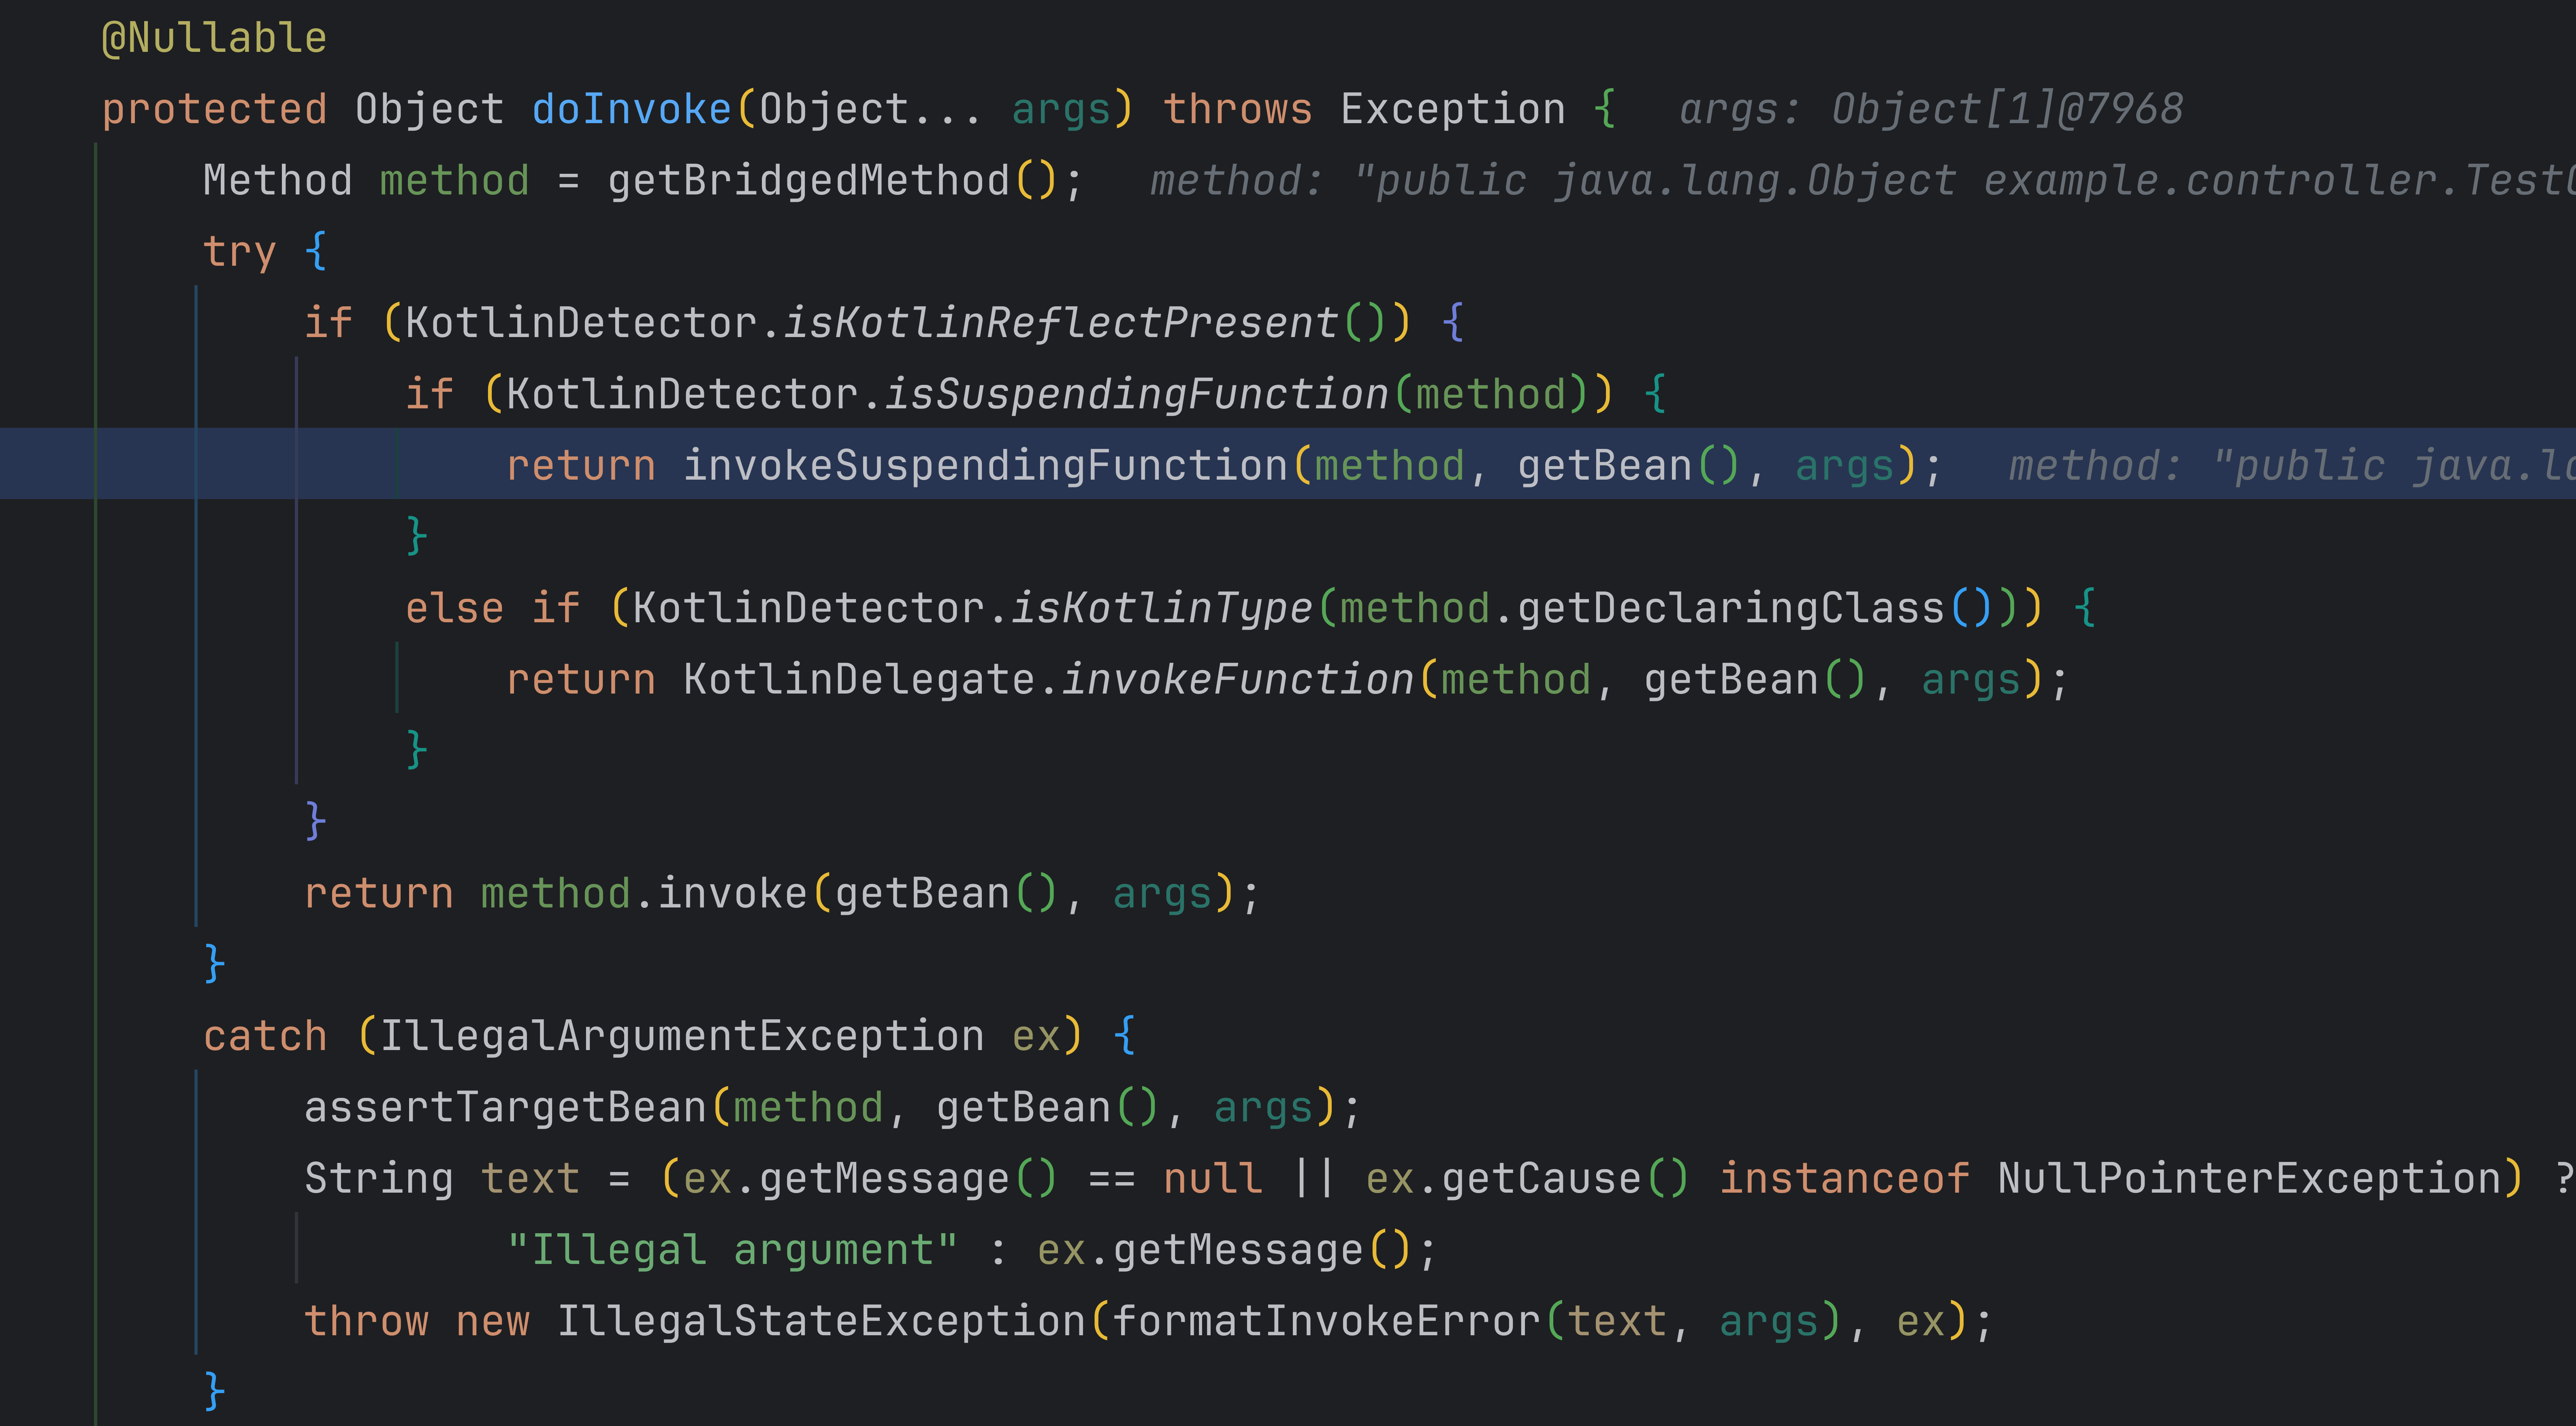 @Nullable
protected Object doInvoke(Object... args) throws Exception {   args: Object[1]@7968
    Method method = getBridgedMethod();   method: "public java.lang.Object example.controller.
    try {
        if (KotlinDetector.isKotlinReflectPresent()) {
            if (KotlinDetector.isSuspendingFunction(method)) {
                return invokeSuspendingFunction(method, getBean(), args);   method: "public
            }
            else if (KotlinDetector.isKotlinType(method.getDeclaringClass())) {
                return KotlinDelegate.invokeFunction(method, getBean(), args);
            }
        }
        return method.invoke(getBean(), args);
    }
    catch (IllegalArgumentException ex) {
        assertTargetBean(method, getBean(), args);
        String text = (ex.getMessage() == null || ex.getCause() instanceof NullPointerException) ?
                "Illegal argument" : ex.getMessage();
        throw new IllegalStateException(formatInvokeError(text, args), ex);
    }